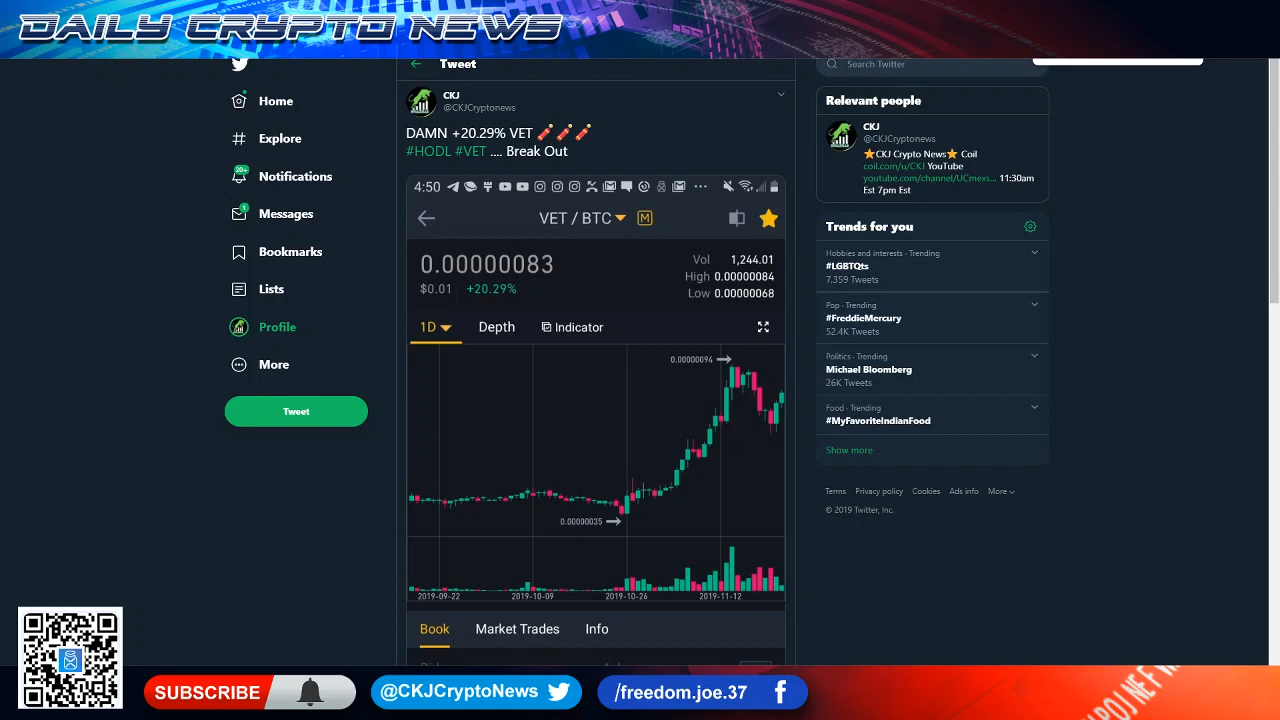 DAILY CRYPTO NEWS
Home
Explore
20+
Notifications
1
Messages
Bookmarks
Lists
Profile
More
Tweet
Tweet
CKJ
@CKJCryptonews
DAMN +20.29% VET 🧨🧨🧨
#HODL #VET .... Break Out
4:50
VET / BTC
M
0.00000083
$0.01 +20.29%
Vol 1,244.01
High 0.00000084
Low 0.00000068
1D Depth Indicator
0.00000094
0.00000035
2019-09-22 2019-10-09 2019-10-26 2019-11-12
Book Market Trades Info
Search Twitter
Relevant people
CKJ
@CKJCryptonews
⭐CKJ Crypto News⭐ Coil
coil.com/u/CKJ YouTube
youtube.com/channel/UCmexs... 11:30am
Est 7pm Est
Trends for you
Hobbies and interests · Trending
#LGBTQts
7,359 Tweets
Pop · Trending
#FreddieMercury
52.4K Tweets
Politics · Trending
Michael Bloomberg
26K Tweets
Food · Trending
#MyFavoriteIndianFood
Show more
Terms Privacy policy Cookies Ads info More
© 2019 Twitter, Inc.
SUBSCRIBE
@CKJCryptoNews
/freedom.joe.37